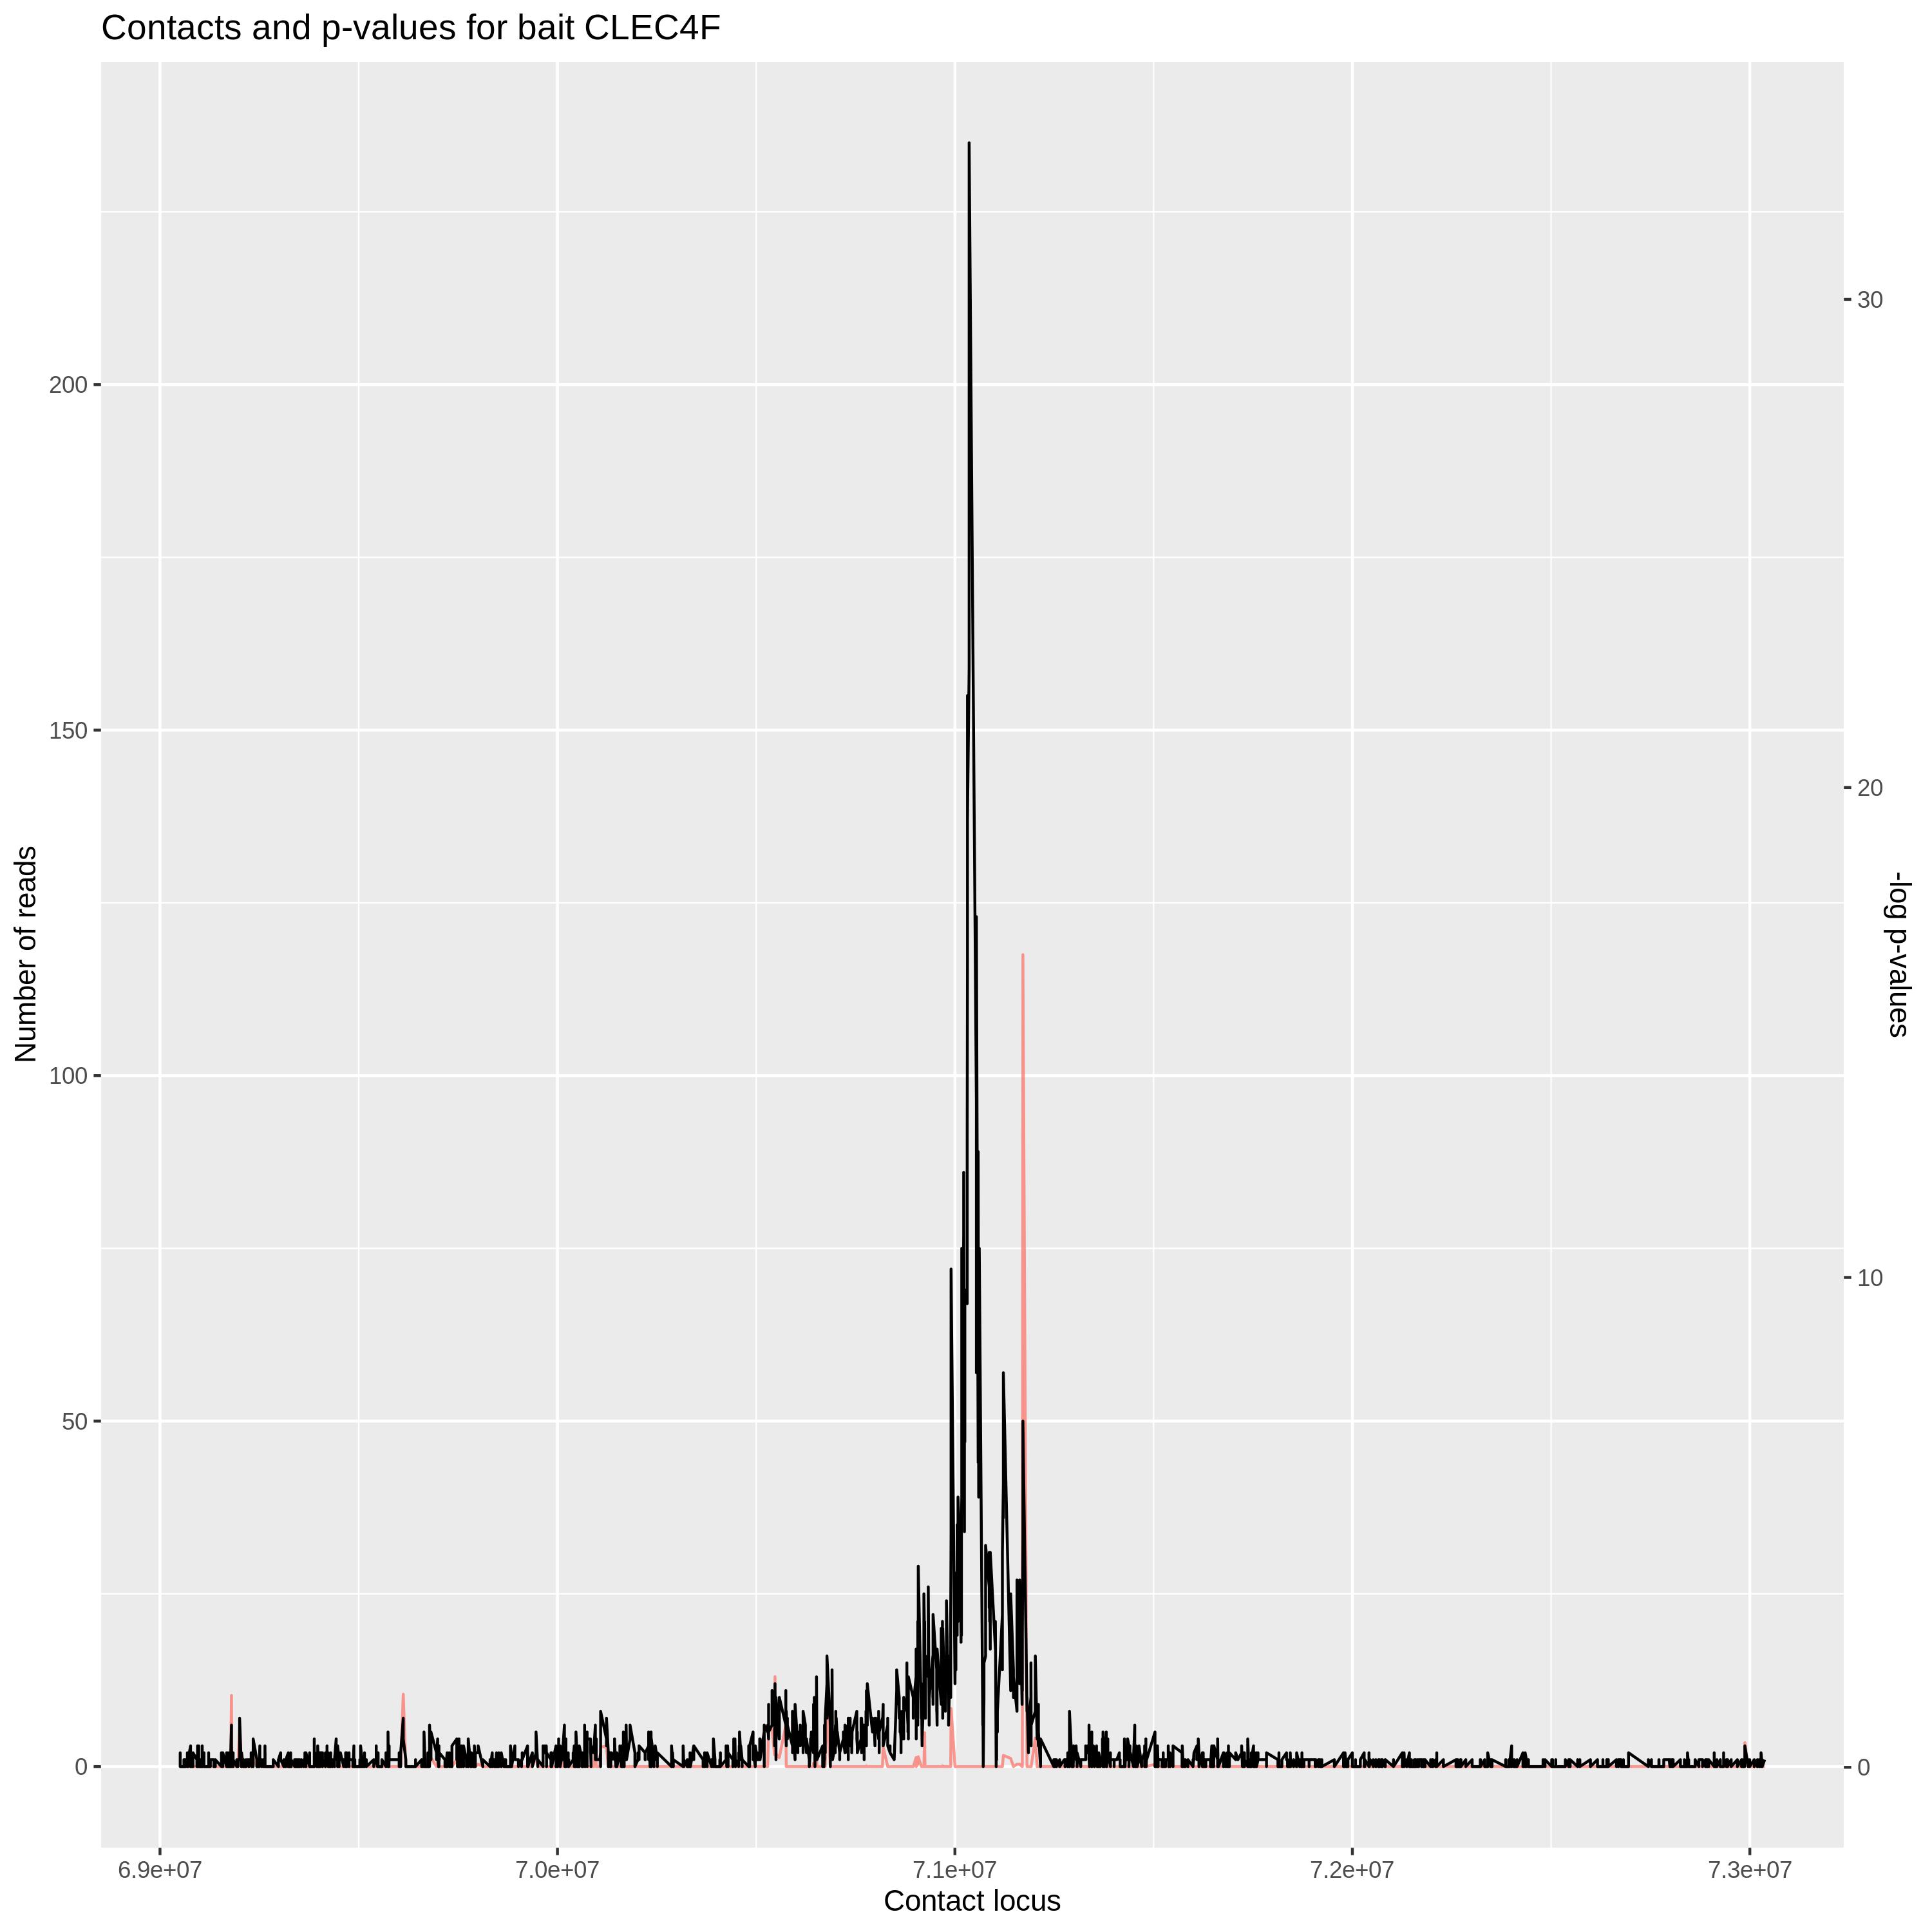 Contacts and p-values for bait CLEC4F
Number of reads
200
150
100
50
0
30
20
10
0
-log p-values
6.9e+07
7.0e+07
7.1e+07
7.2e+07
7.3e+07
Contact locus